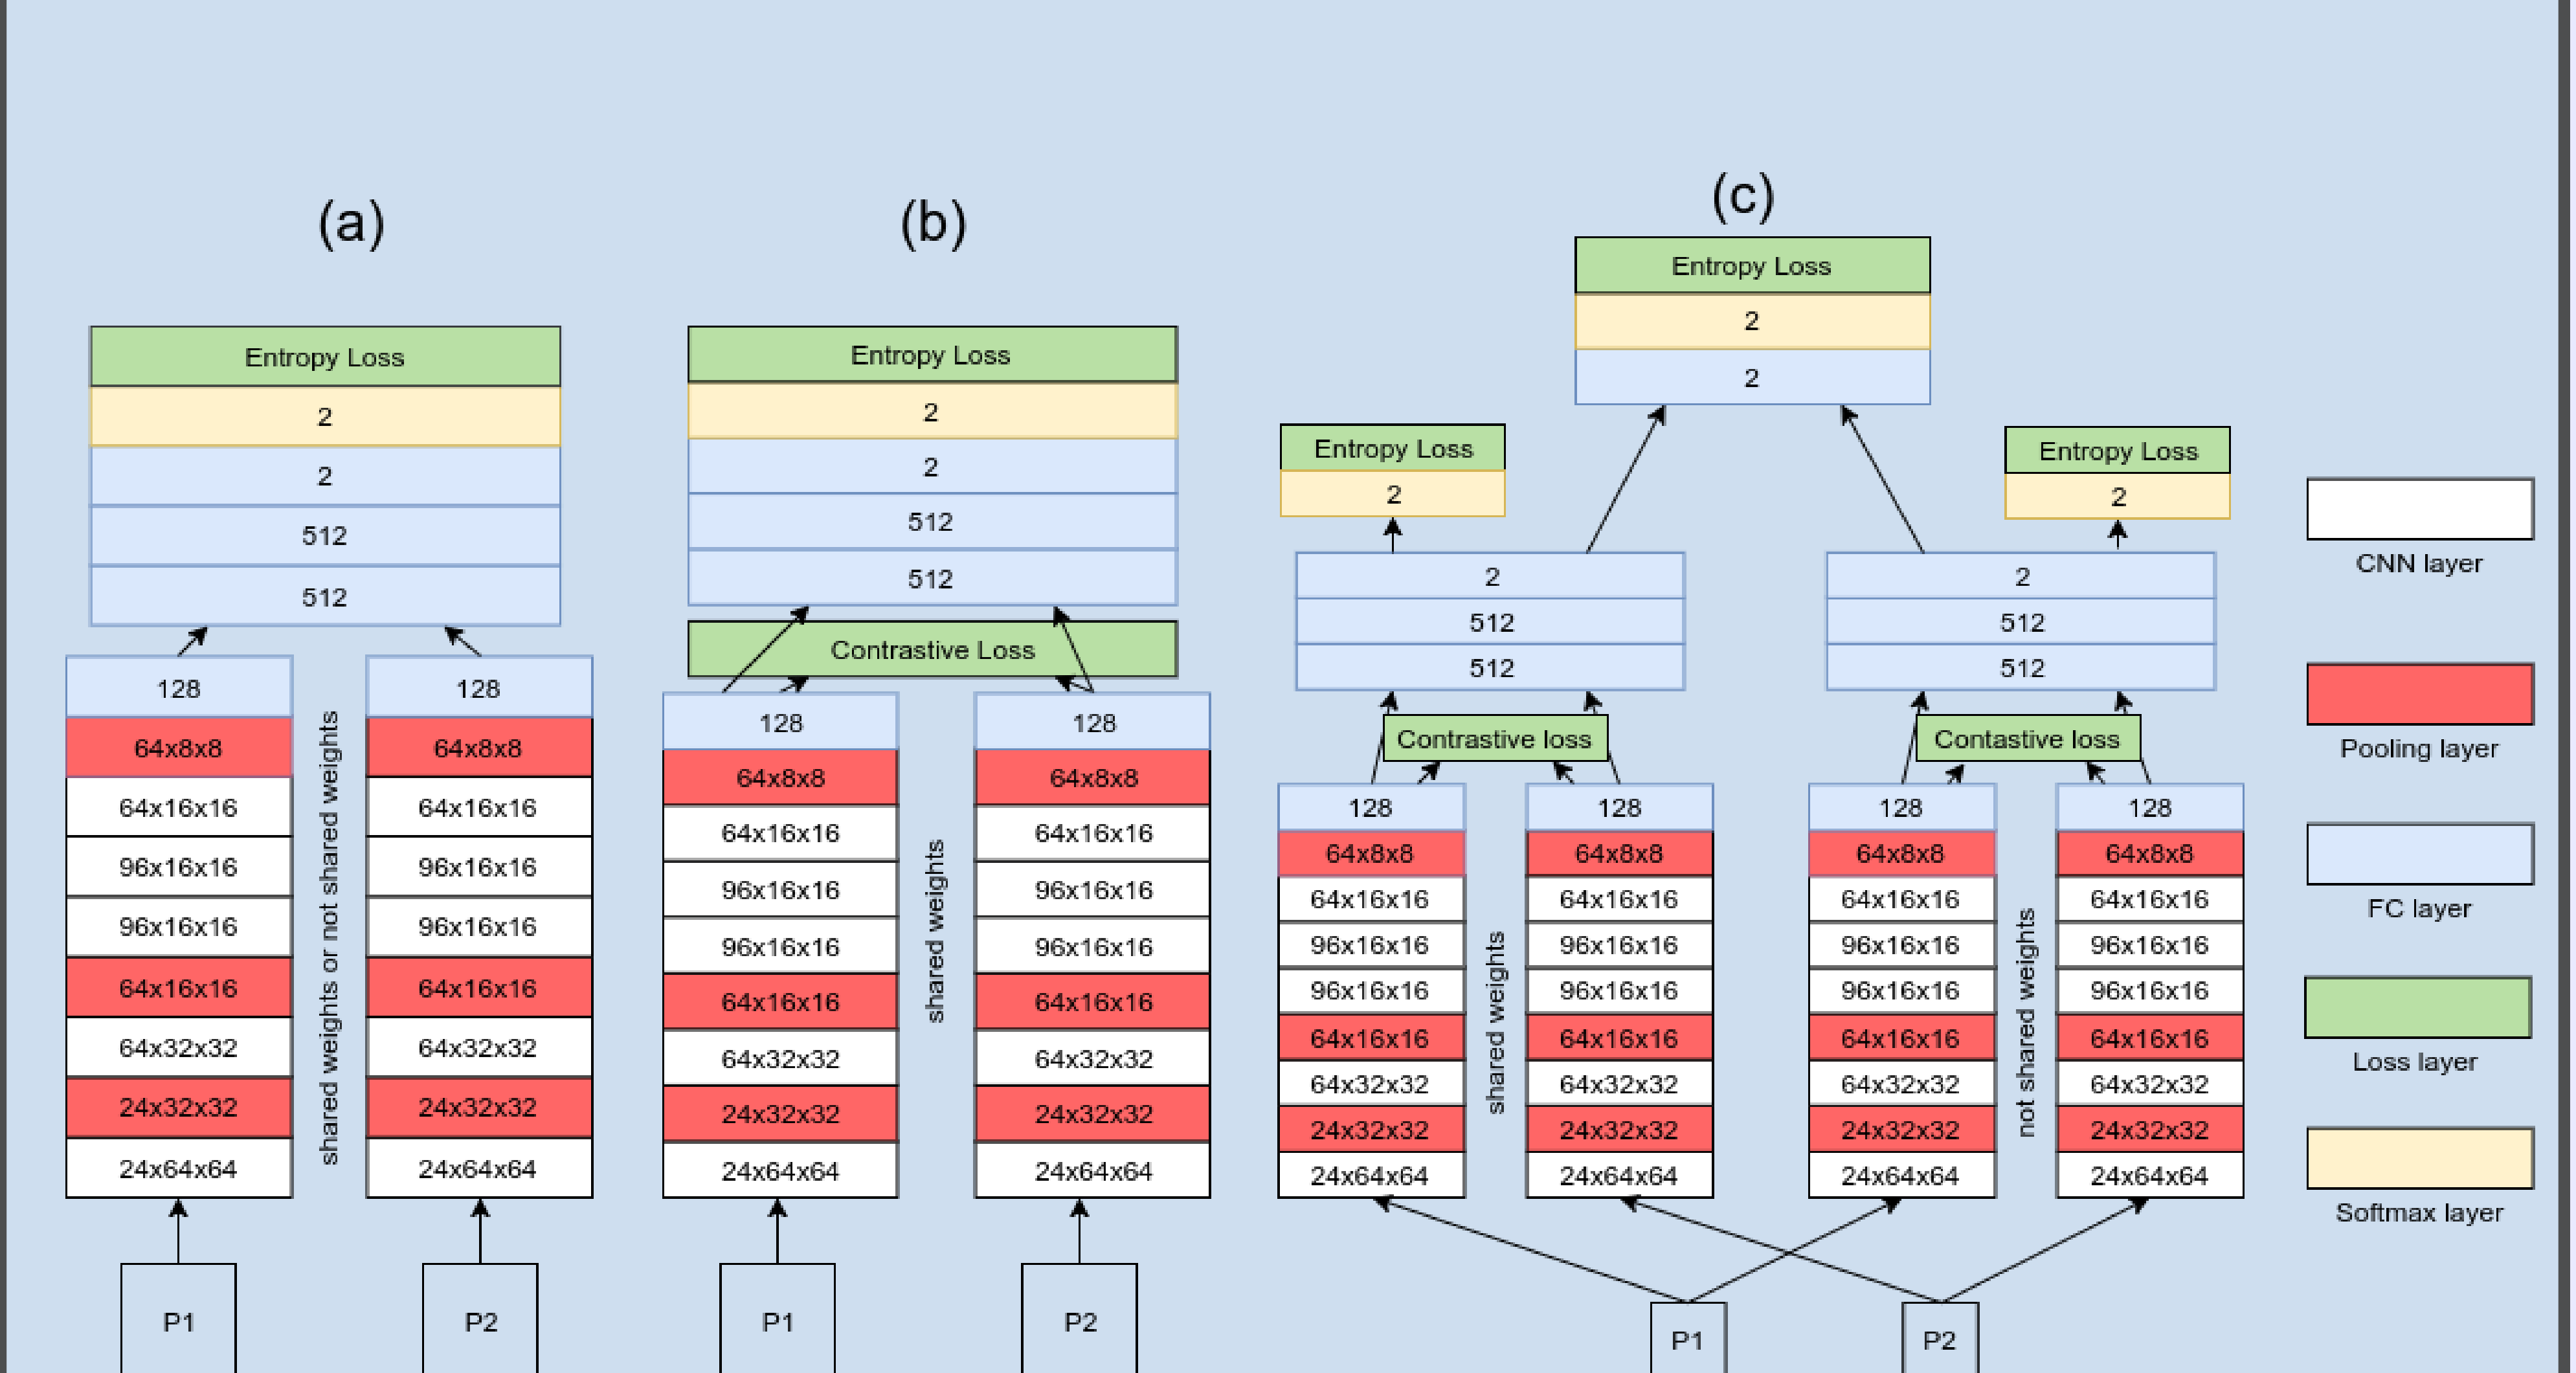 (a)
Entropy Loss
2
2
512
512
128
64x8x8
64x16x16
96x16x16
96x16x16
64x16x16
64x32x32
24x32x32
24x64x64
P1
shared weights or not shared weights
128
64x8x8
64x16x16
96x16x16
96x16x16
64x16x16
64x32x32
24x32x32
24x64x64
P2
(b)
Entropy Loss
2
2
512
512
Contrastive Loss
128
64x8x8
64x16x16
96x16x16
96x16x16
64x16x16
64x32x32
24x32x32
24x64x64
P1
shared weights
128
64x8x8
64x16x16
96x16x16
96x16x16
64x16x16
64x32x32
24x32x32
24x64x64
P2
(c)
Entropy Loss
2
2
Entropy Loss
2
2
512
512
Contrastive loss
128
64x8x8
64x16x16
96x16x16
96x16x16
64x16x16
64x32x32
24x32x32
24x64x64
shared weights
128
64x8x8
64x16x16
96x16x16
96x16x16
64x16x16
64x32x32
24x32x32
24x64x64
Entropy Loss
2
2
512
512
Contastive loss
128
64x8x8
64x16x16
96x16x16
96x16x16
64x16x16
64x32x32
24x32x32
24x64x64
not shared weights
128
64x8x8
64x16x16
96x16x16
96x16x16
64x16x16
64x32x32
24x32x32
24x64x64
P1
P2
CNN layer
Pooling layer
FC layer
Loss layer
Softmax layer